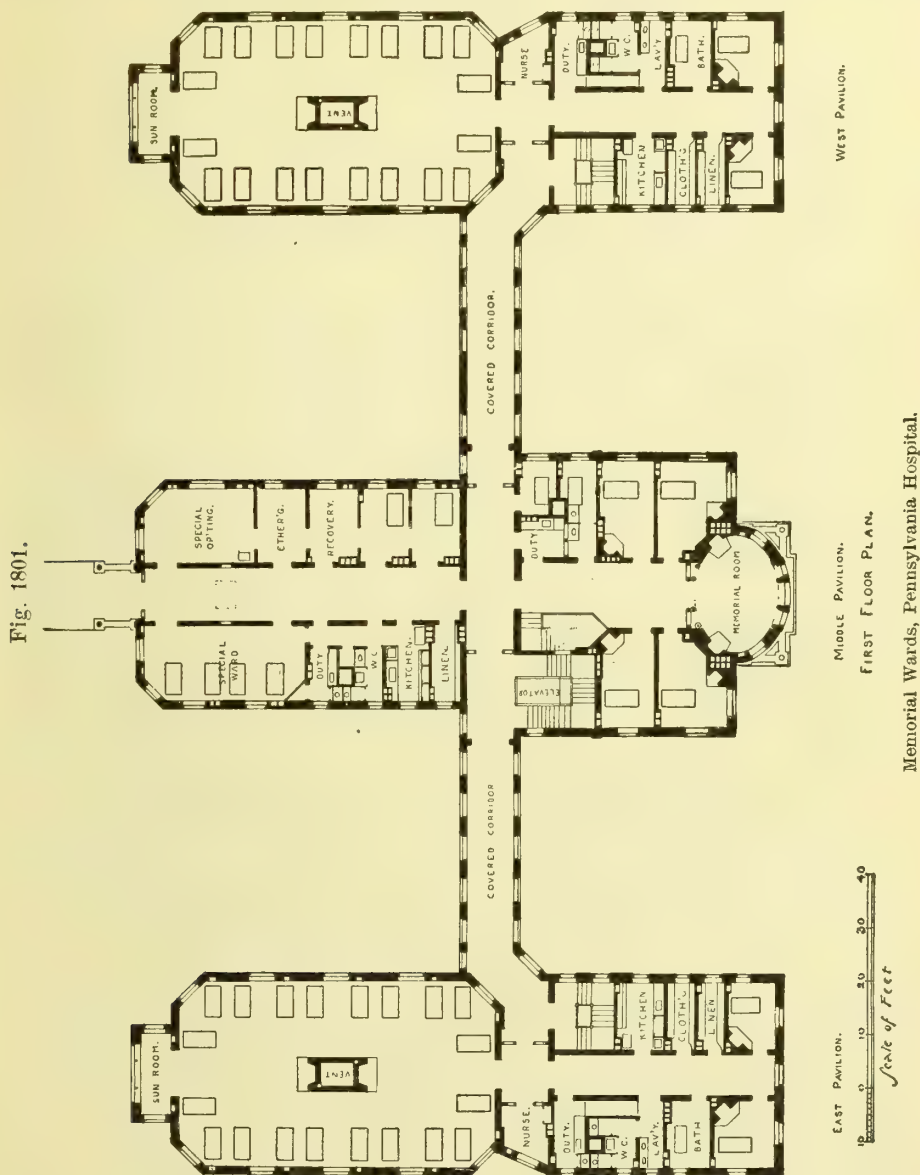 Fig. 1801.
SUN ROOM.
VENT
NURSE
DUTY.
W.C.
LAV'Y
BATH.
KITCHEN
CLOTH'G
LINEN.
WEST PAVILION.
COVERED CORRIDOR.
SPECIAL
OP'TING.
ETHER'G.
RECOVERY.
SPECIAL
WARD
DUTY
W.C
KITCHEN.
LINEN.
DUTY
ELEVATOR
MEMORIAL ROOM
MIDDLE PAVILION.
FIRST FLOOR PLAN.
COVERED CORRIDOR
SUN ROOM.
VENT
NURSE.
DUTY.
W.C.
LAV'Y.
BATH
KITCHEN
CLOTH'G
LINEN
EAST PAVILION.
10 0 10 20 30 40
Scale of Feet
Memorial Wards, Pennsylvania Hospital.